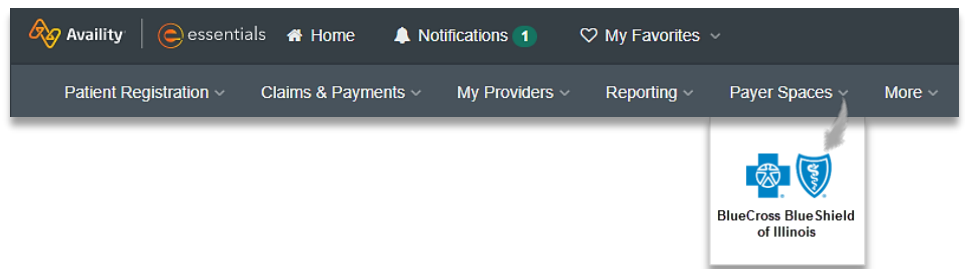 Availity essentials Home Notifications 1 My Favorites
Patient Registration Claims & Payments My Providers Reporting Payer Spaces More
BlueCross BlueShield
of Illinois